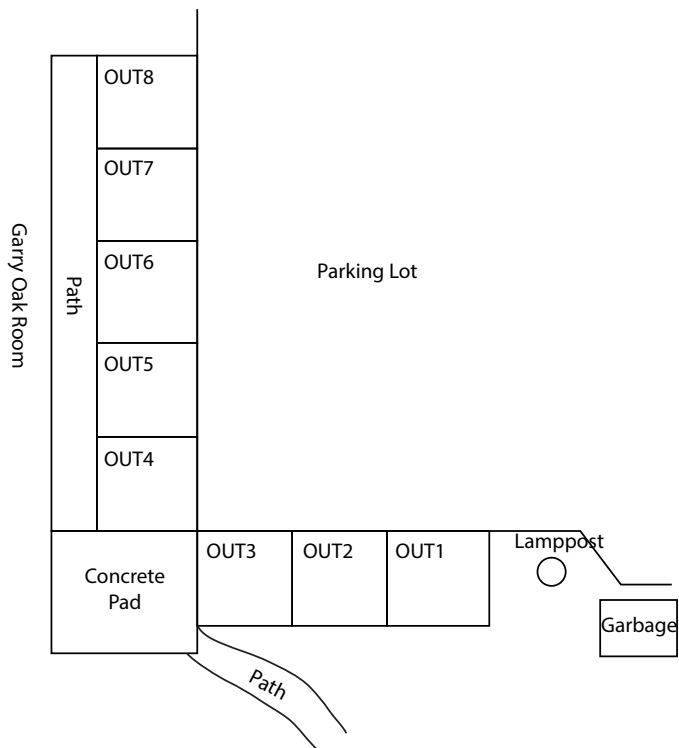 OUT8
OUT7
Garry Oak Room
Path
OUT6
Parking Lot
OUT5
OUT4
Lamppost
OUT3
OUT2
OUT1
Concrete
Pad
Garbage
Path